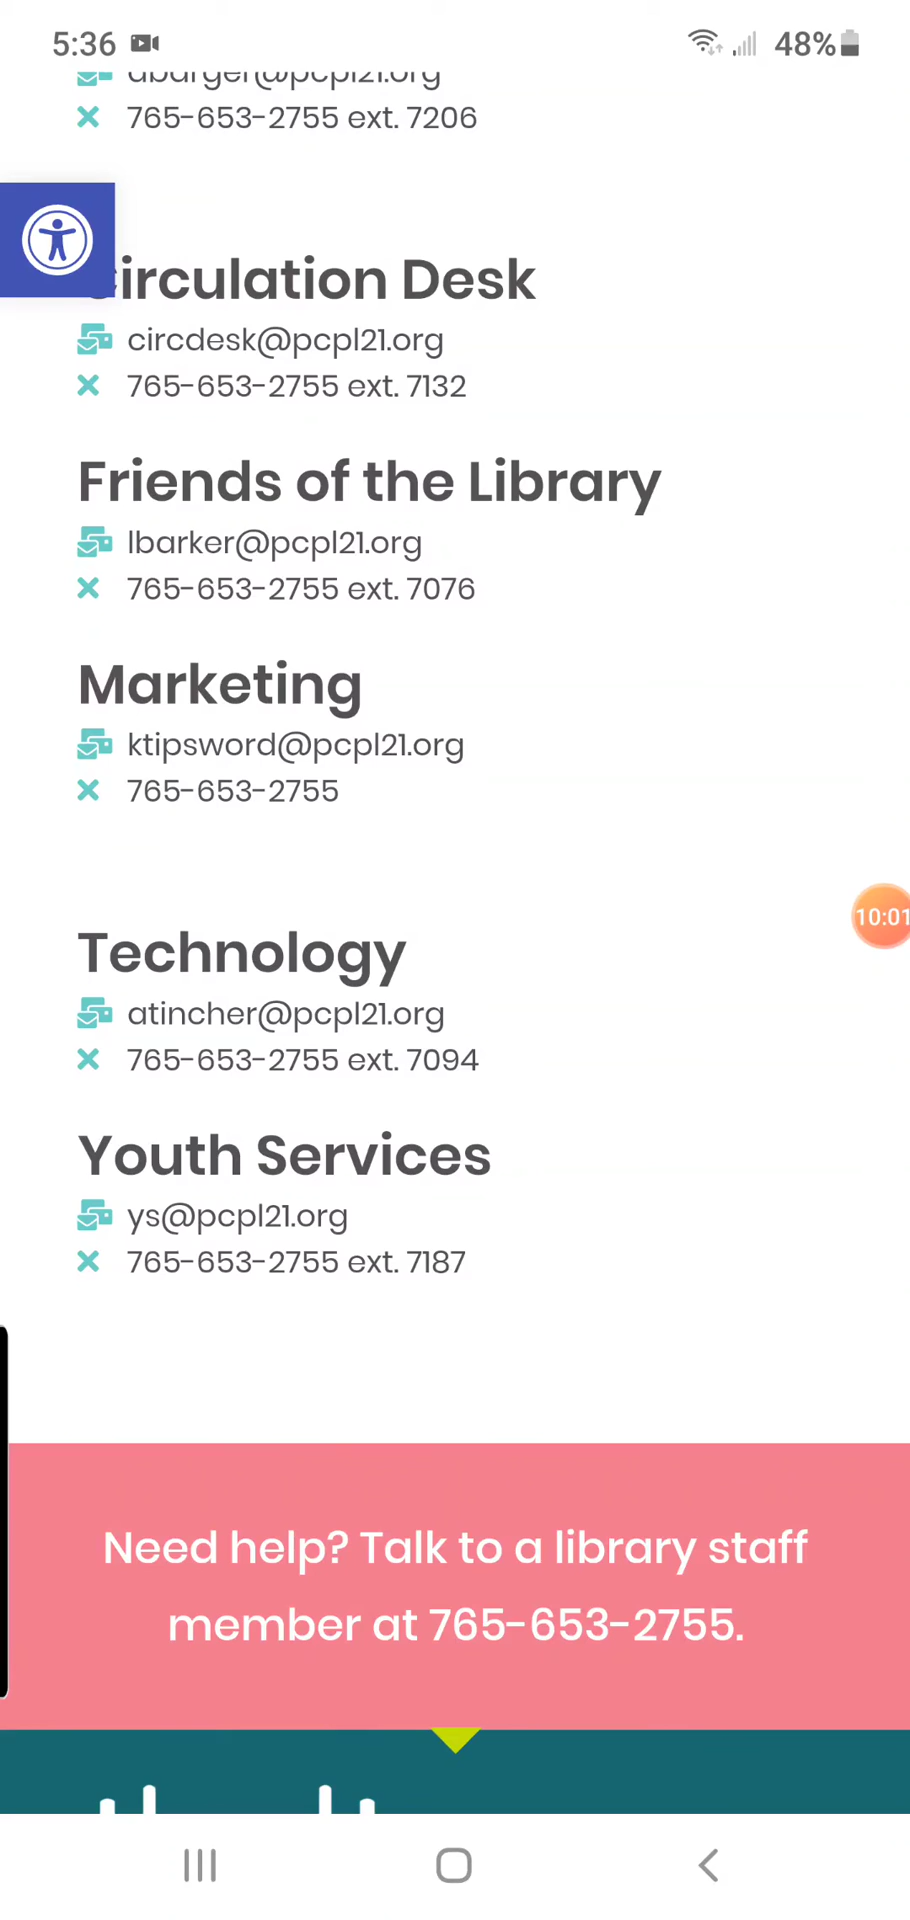 5:36
48%
765-653-2755 ext. 7206
Circulation Desk
circdesk@pcpl21.org
765-653-2755 ext. 7132
Friends of the Library
lbarker@pcpl21.org
765-653-2755 ext. 7076
Marketing
ktipsword@pcpl21.org
765-653-2755
10:01
Technology
atincher@pcpl21.org
765-653-2755 ext. 7094
Youth Services
ys@pcpl21.org
765-653-2755 ext. 7187
Need help? Talk to a library staff
member at 765-653-2755.